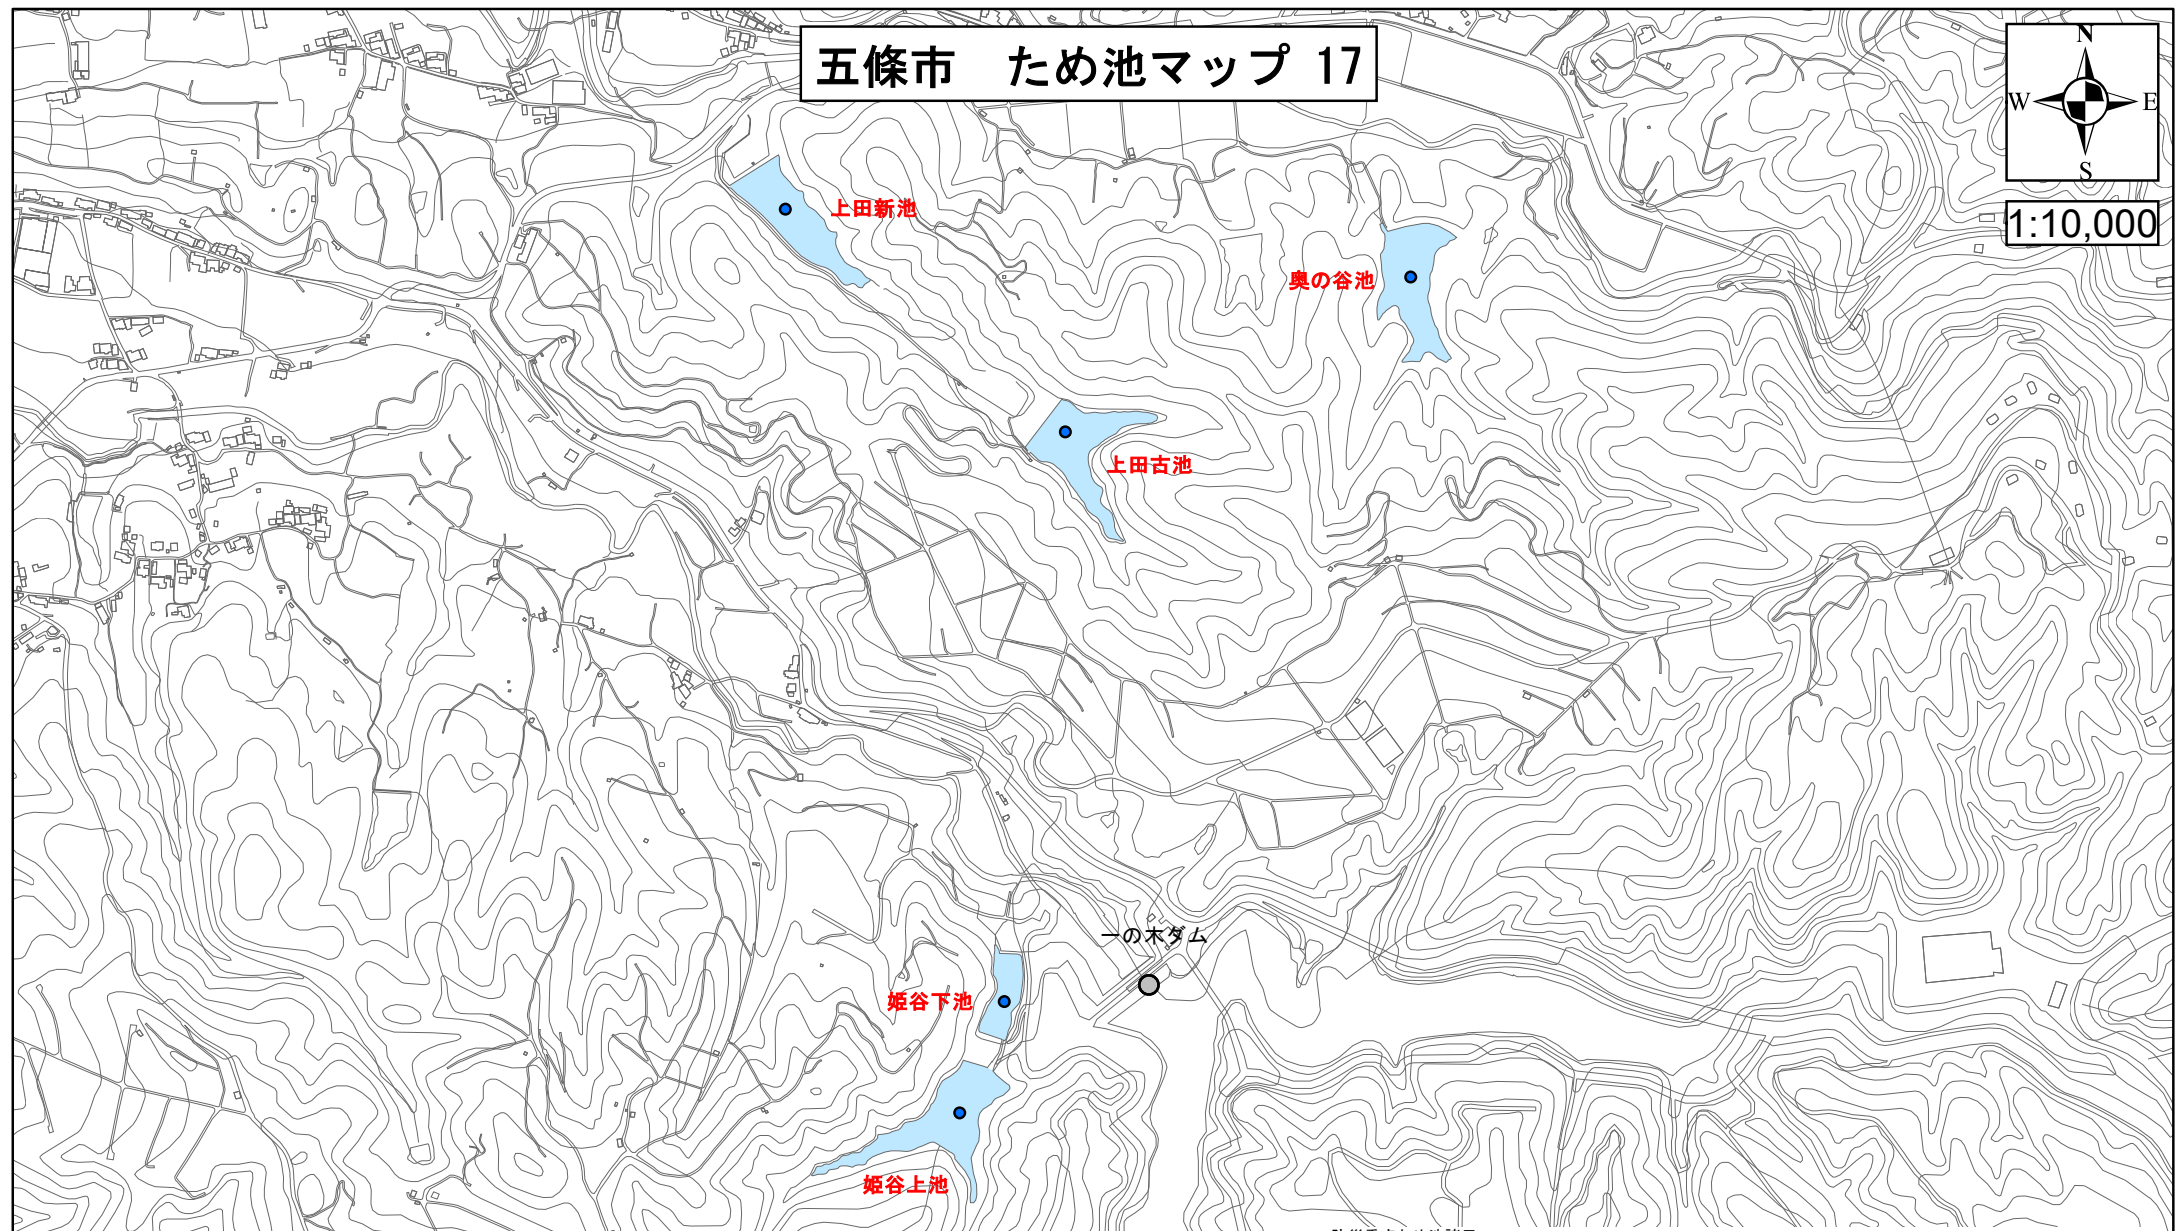 五條市　ため池マップ 17
N
W E
S
1:10,000
上田新池
奥の谷池
上田古池
一の木ダム
姫谷下池
姫谷上池